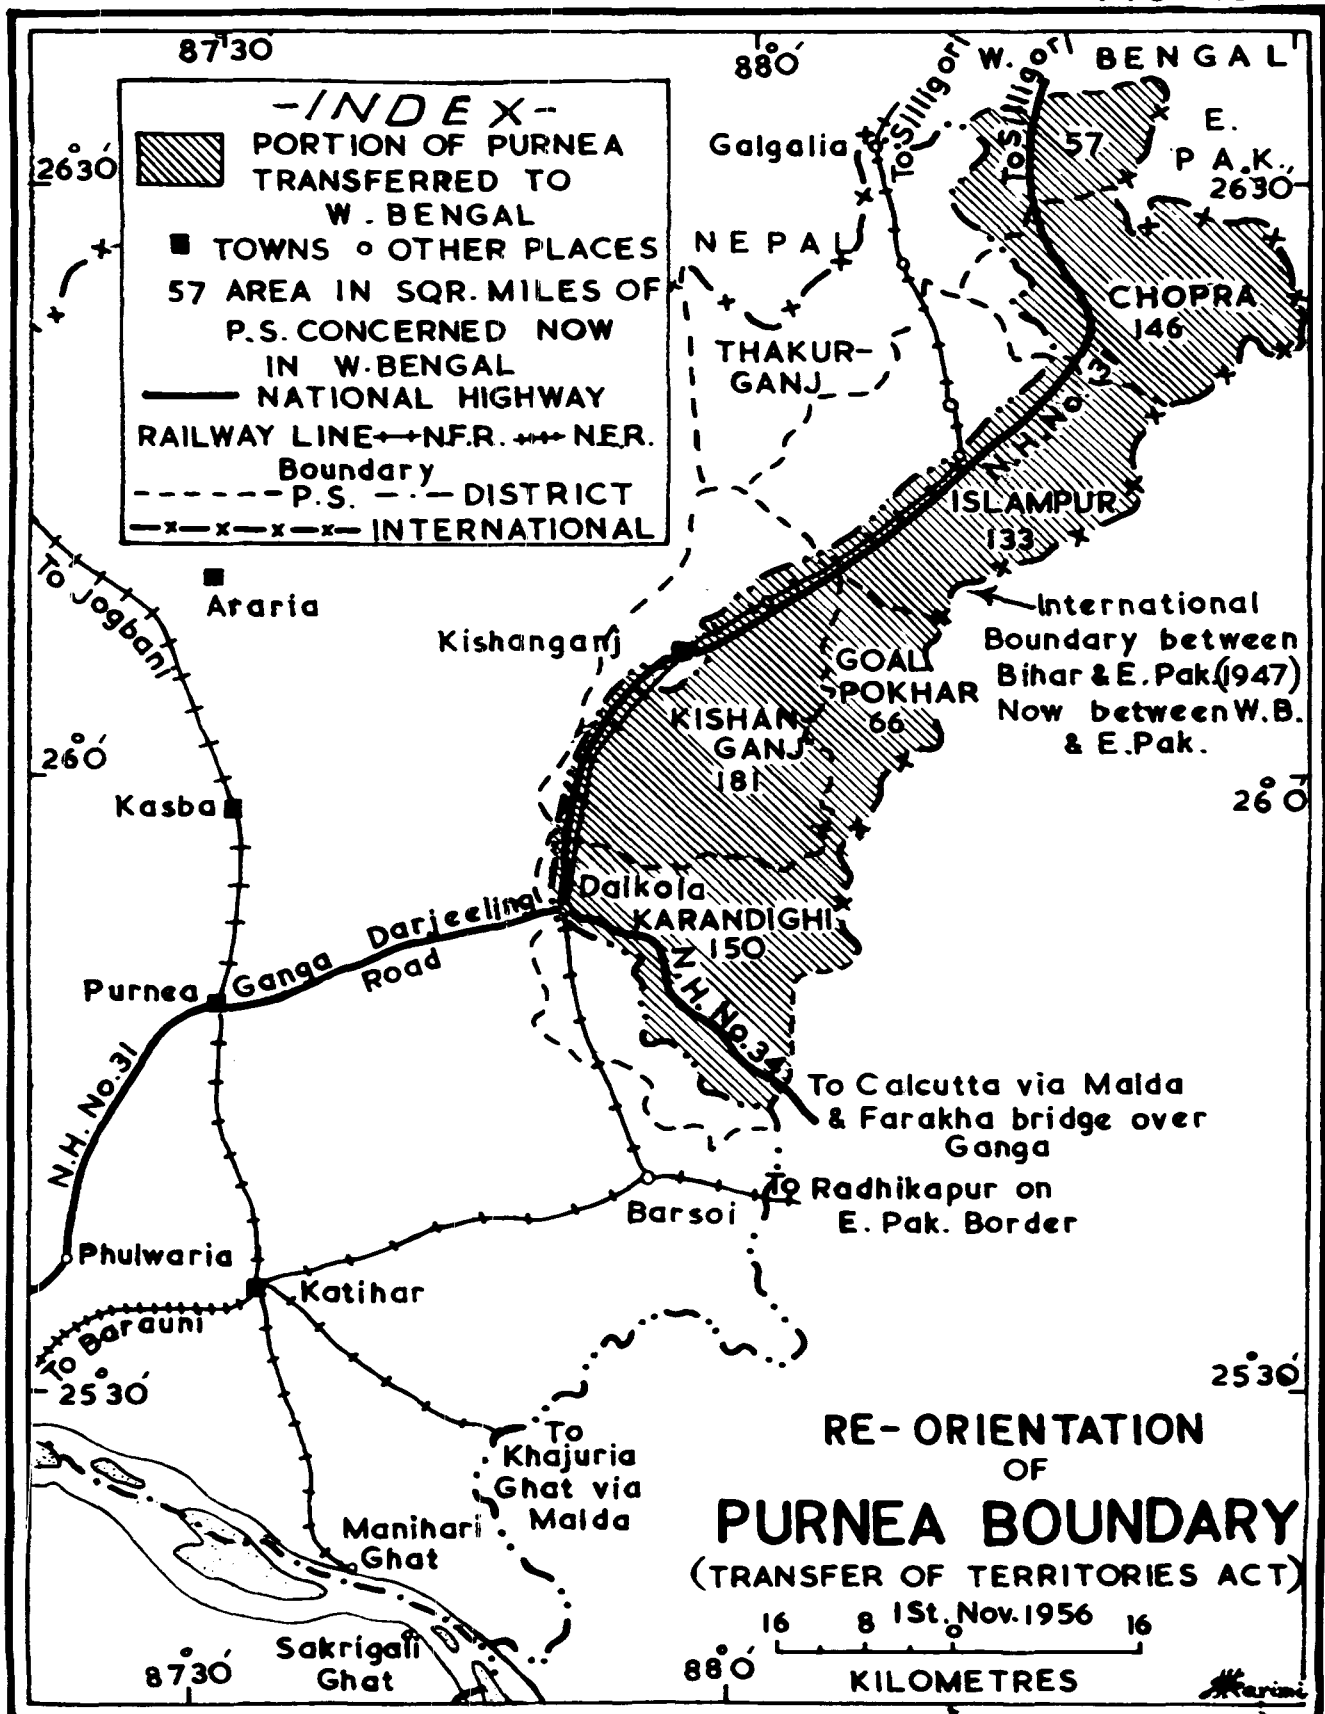 87°30'
88°0'
To Silligori
W. BENGAL
To Silligori
-INDEX-
PORTION OF PURNEA
TRANSFERRED TO
W. BENGAL
TOWNS o OTHER PLACES
57 AREA IN SQR. MILES OF
P.S. CONCERNED NOW
IN W. BENGAL
NATIONAL HIGHWAY
RAILWAY LINE N.F.R. N.E.R.
Boundary
P.S. DISTRICT
INTERNATIONAL
26°30'
Galgalia
57
E.
PAK.
26°30'
NEPAL
CHOPRA
146
THAKUR-
GANJ
N.H. No. 31
ISLAMPUR
133
To Jogbani
Araria
Kishanganj
International
Boundary between
Bihar & E. Pak.(1947)
Now between W.B.
& E. Pak.
GOAL
POKHAR
66
KISHAN
GANJ
181
26°0'
26°0'
Kasba
Dalkola
KARANDIGHI
150
Ganga Darjeeling
Road
Purnea
N.H. No. 34
N.H. No. 31
To Calcutta via Malda
& Farakha bridge over
Ganga
To Radhikapur on
E. Pak. Border
Barsoi
Phulwaria
Katihar
To Barauni
25°30'
25°30'
To
Khajuria
Ghat via
Malda
Manihari
Ghat
Sakrigali
Ghat
RE-ORIENTATION
OF
PURNEA BOUNDARY
(TRANSFER OF TERRITORIES ACT)
1St. Nov. 1956
16 8 0 16
KILOMETRES
87°30'
88°0'